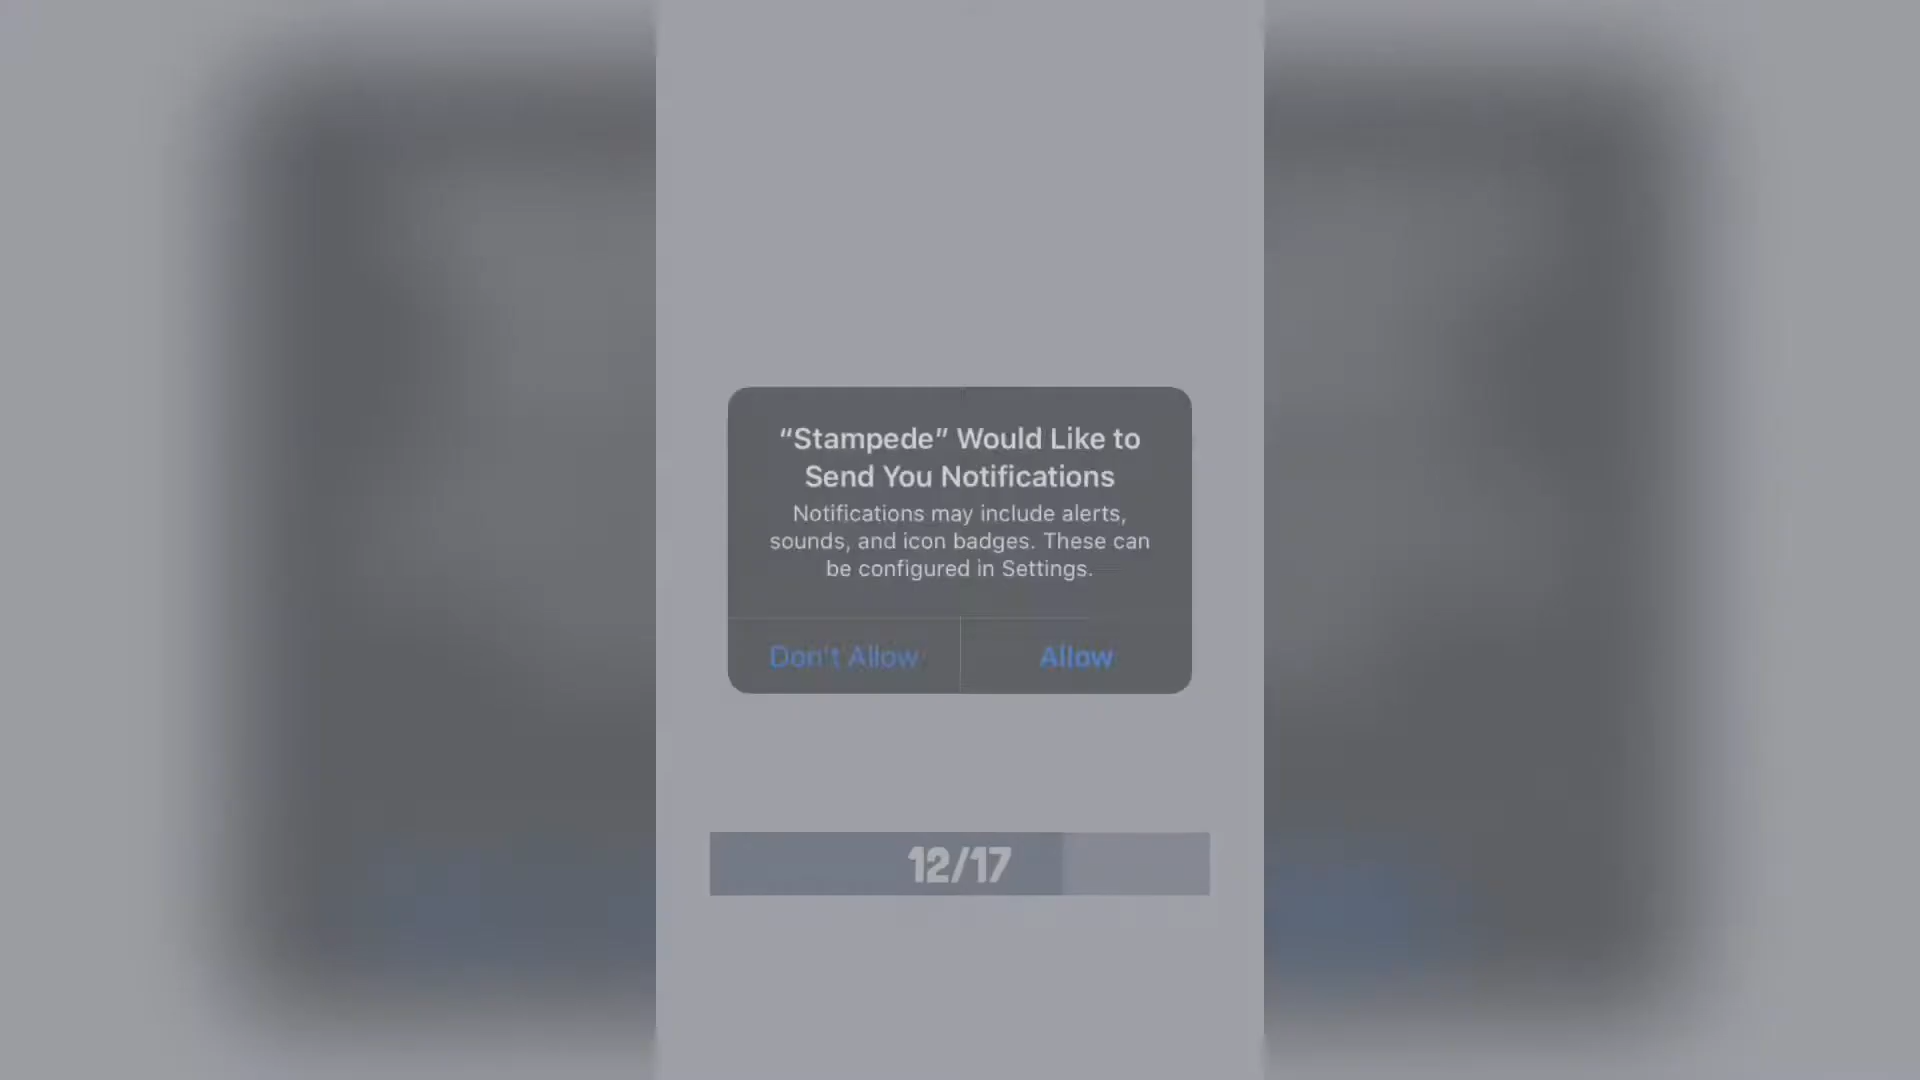 “Stampede” Would Like to
Send You Notifications
Notifications may include alerts,
sounds, and icon badges. These can
be configured in Settings.
Don't Allow
Allow
12/17